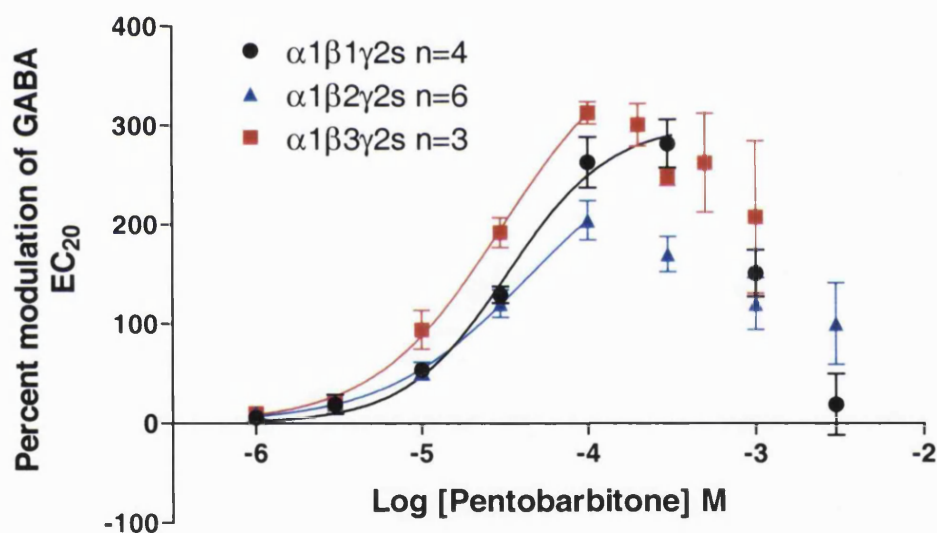 Percent modulation of GABA
EC₂₀
400
300
200
100
0
-100
α1β1γ2s n=4
α1β2γ2s n=6
α1β3γ2s n=3
-6
-5
-4
-3
-2
Log [Pentobarbitone] M